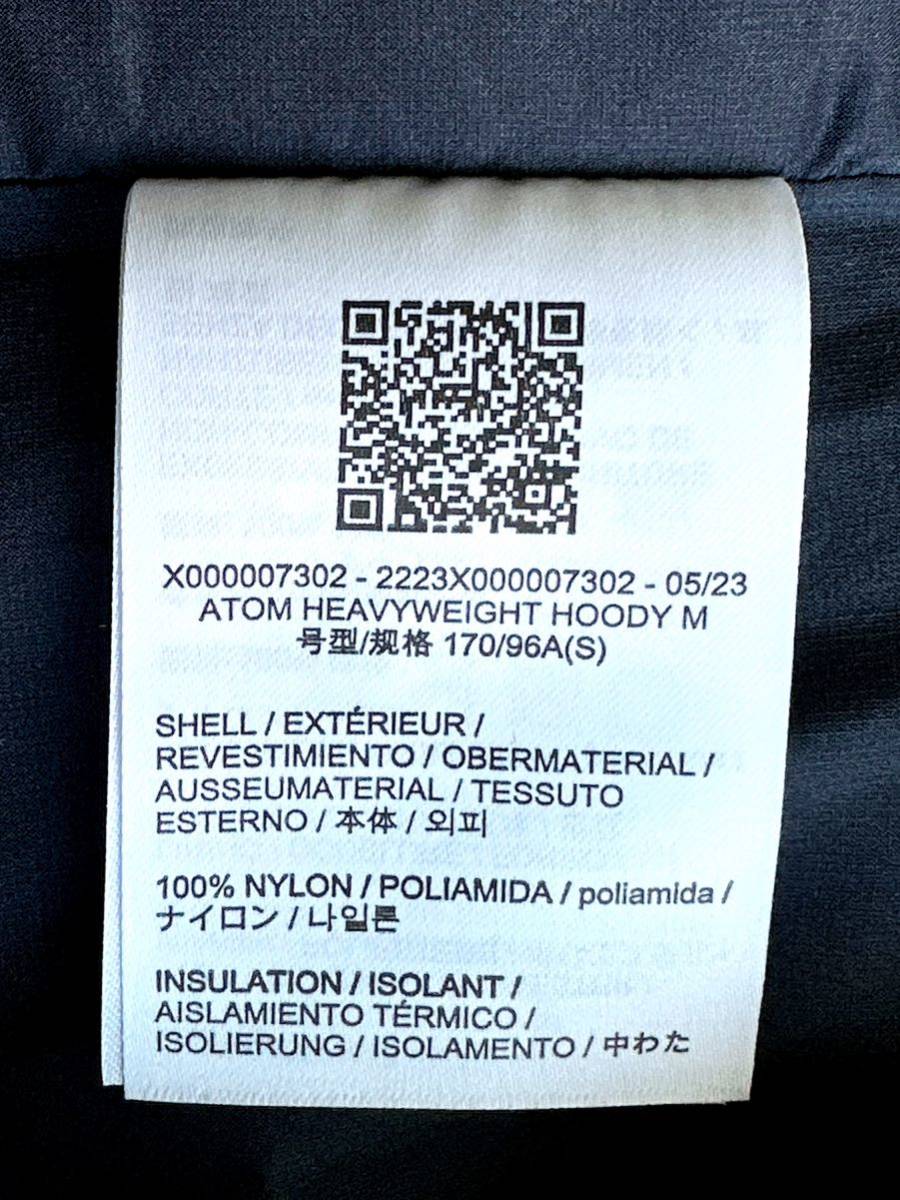 X000007302 - 2223X000007302 - 05/23
ATOM HEAVYWEIGHT HOODY M
号型/规格 170/96A(S)
SHELL / EXTÉRIEUR /
REVESTIMIENTO / OBERMATERIAL /
AUSSEUMATERIAL / TESSUTO
ESTERNO / 本体 / 외피
100% NYLON / POLIAMIDA / poliamida /
ナイロン / 나일론
INSULATION / ISOLANT /
AISLAMIENTO TÉRMICO /
ISOLIERUNG / ISOLAMENTO / 中わた